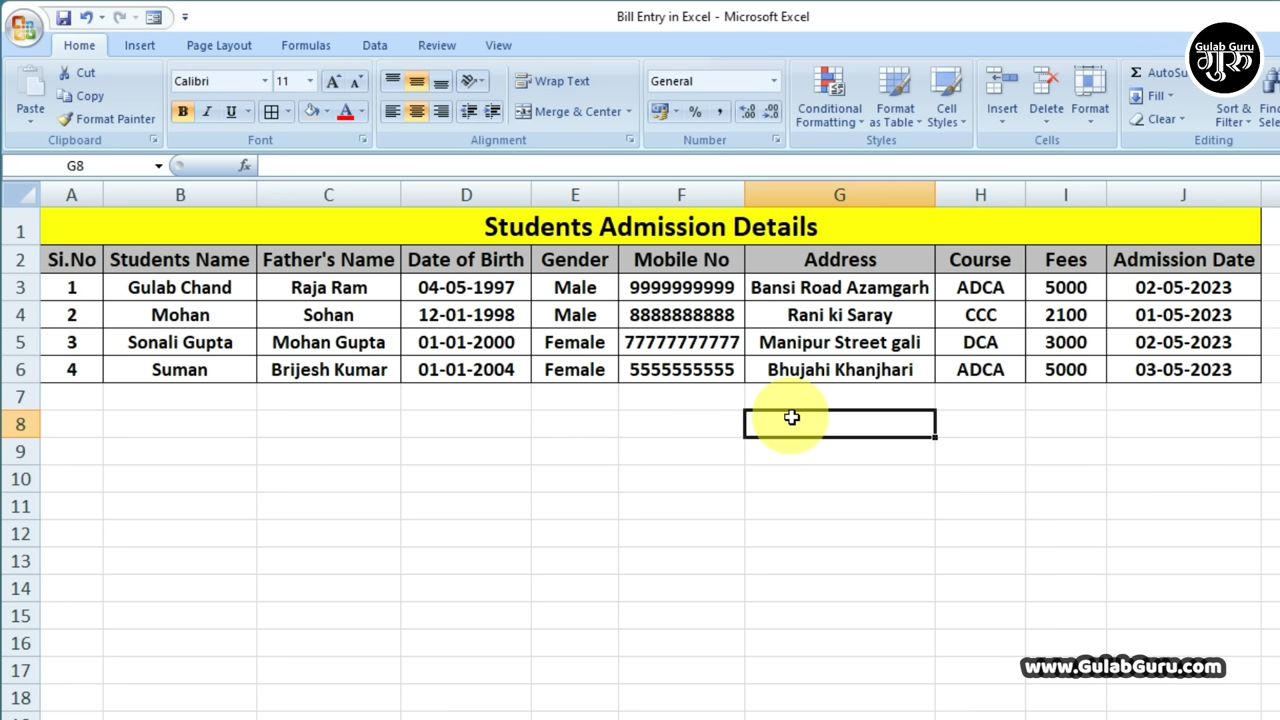 Bill Entry in Excel - Microsoft Excel
Home Insert Page Layout Formulas Data Review View
Gulab Guru
गुरू
Paste
Cut
Copy
Format Painter
Clipboard
Calibri 11 A A
B I U A
Font
Wrap Text
Merge & Center
Alignment
General
% , .00 .0
Number
Conditional Formatting
Format as Table
Cell Styles
Styles
Insert Delete Format
Cells
Σ AutoSu
Fill
Clear
Sort & Filter
Editing
G8 fx
A B C D E F G H I J
1 Students Admission Details
2 Si.No Students Name Father's Name Date of Birth Gender Mobile No Address Course Fees Admission Date
3 1 Gulab Chand Raja Ram 04-05-1997 Male 9999999999 Bansi Road Azamgarh ADCA 5000 02-05-2023
4 2 Mohan Sohan 12-01-1998 Male 8888888888 Rani ki Saray CCC 2100 01-05-2023
5 3 Sonali Gupta Mohan Gupta 01-01-2000 Female 77777777777 Manipur Street gali DCA 3000 02-05-2023
6 4 Suman Brijesh Kumar 01-01-2004 Female 5555555555 Bhujahi Khanjhari ADCA 5000 03-05-2023
7
8
9
10
11
12
13
14
15
16
17
www.GulabGuru.com
18